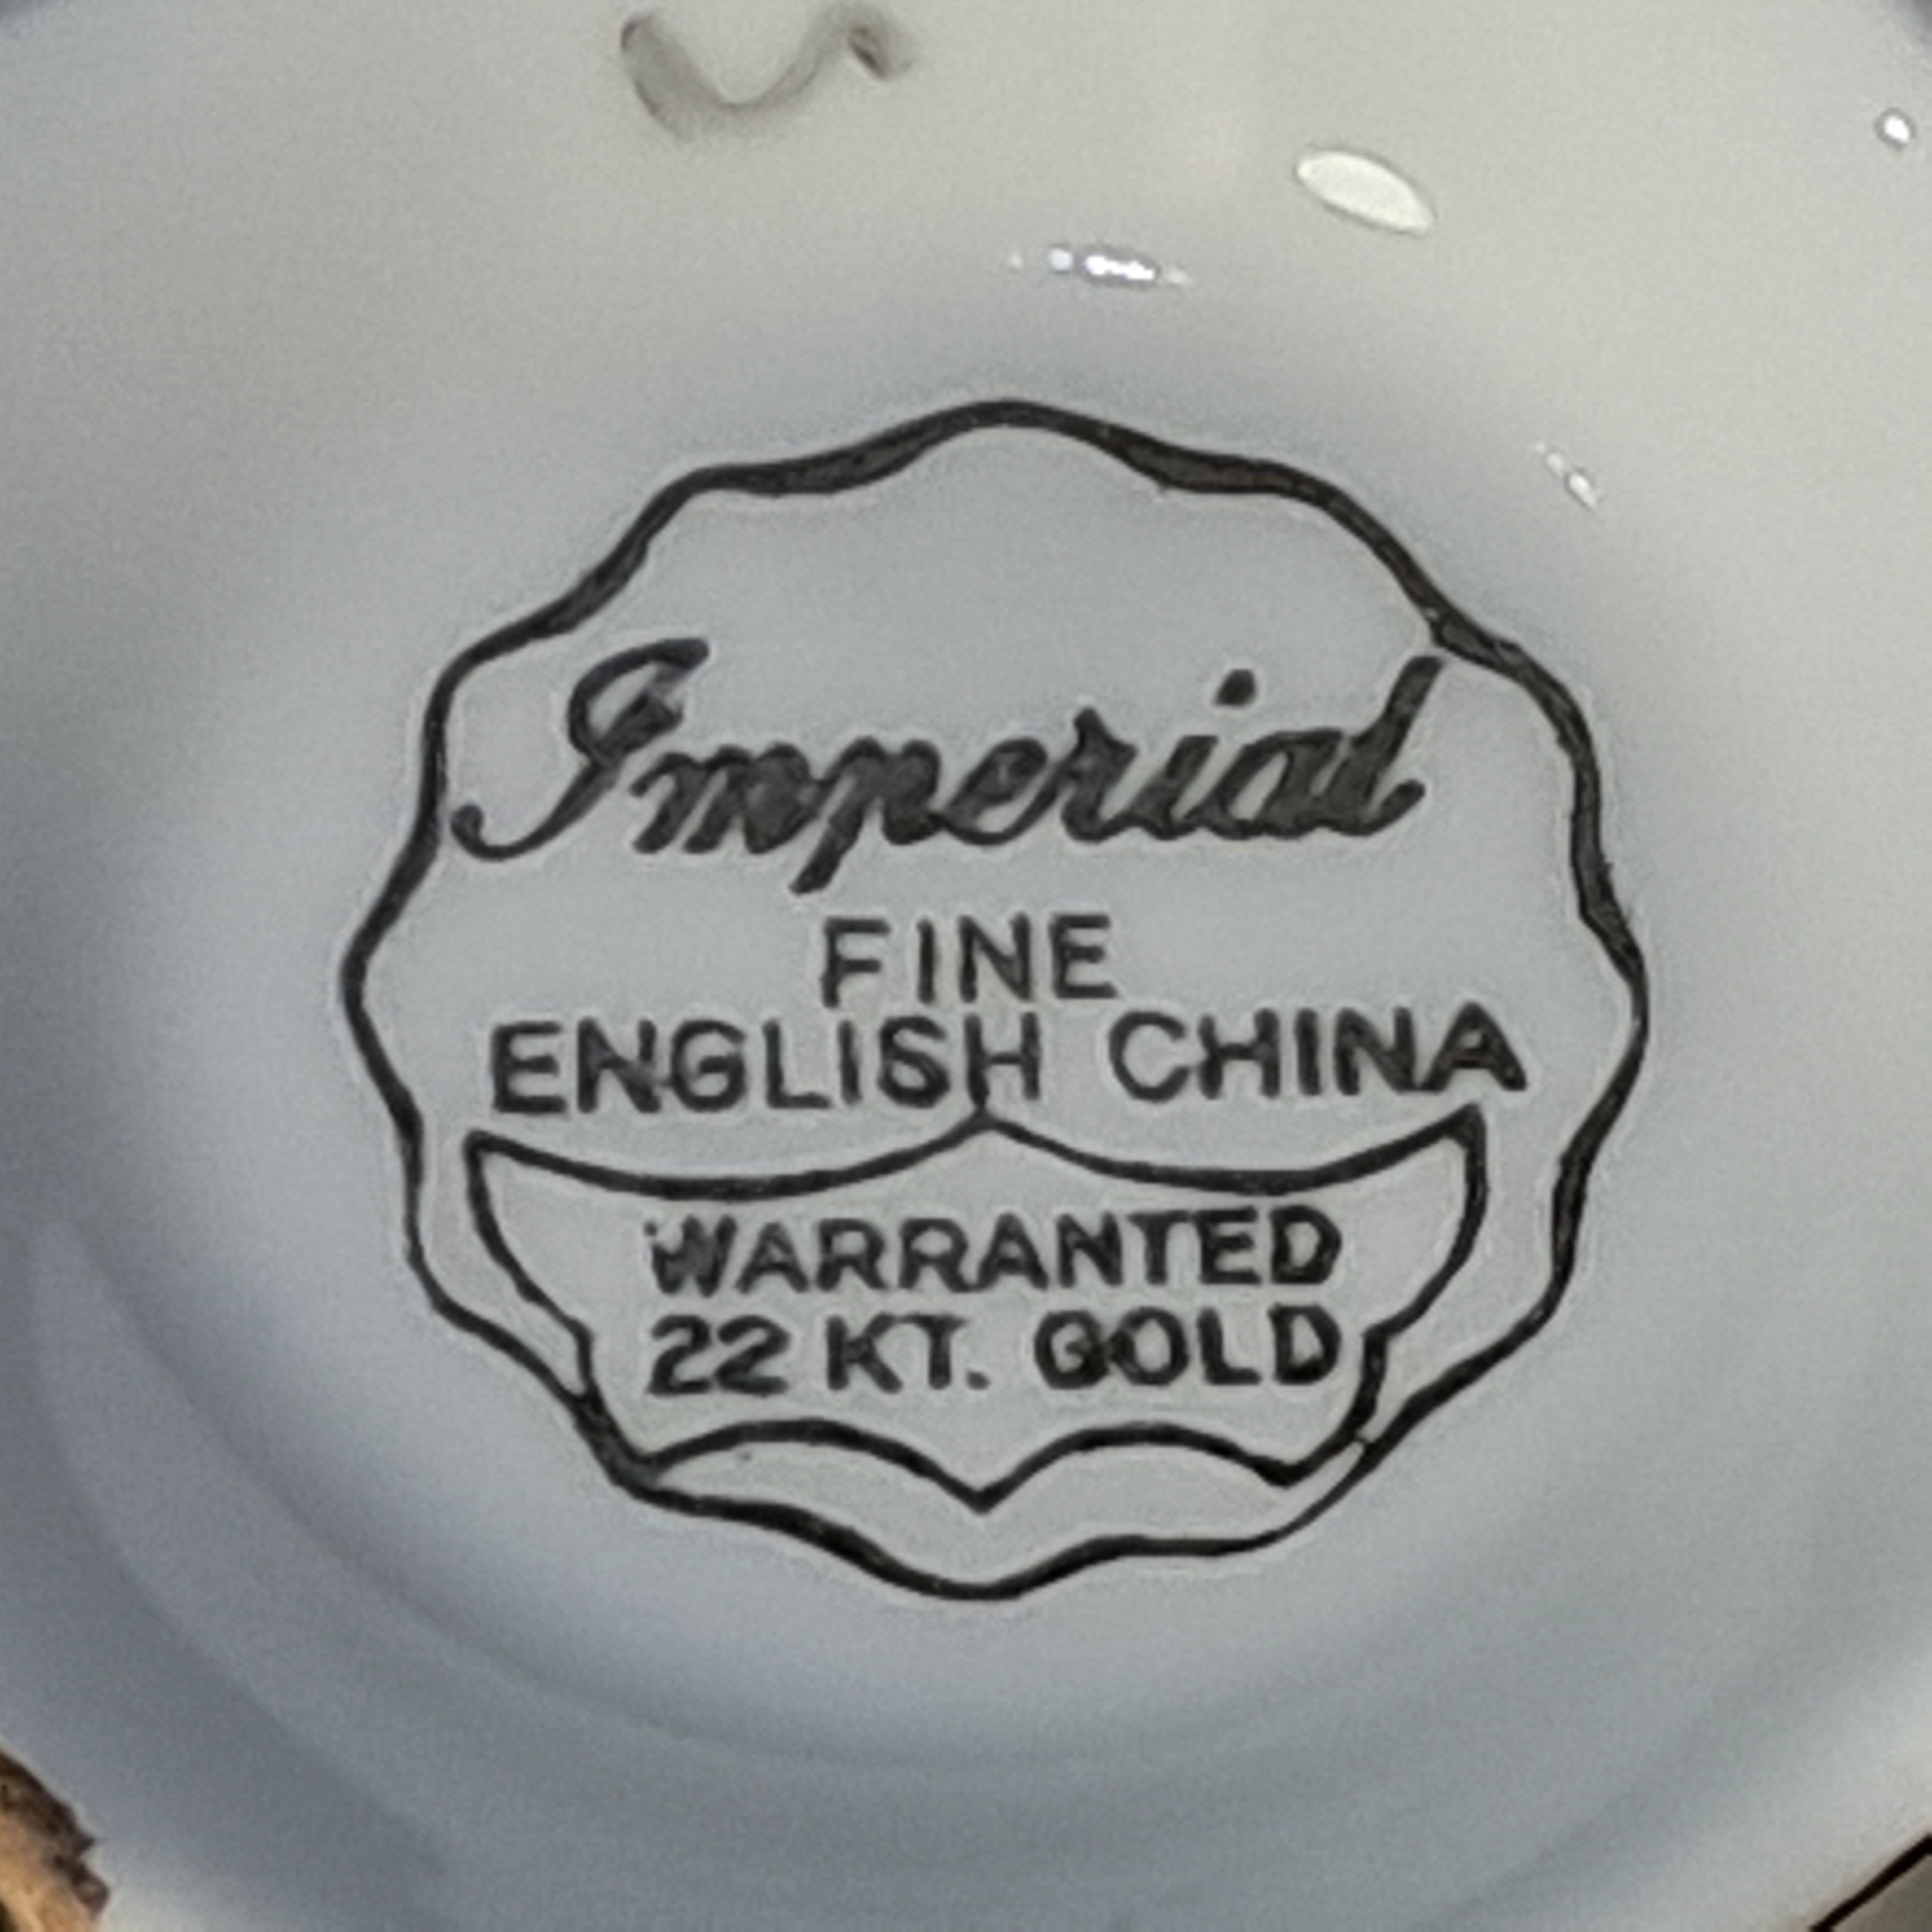 Imperial
FINE
ENGLISH CHINA
WARRANTED
22 KT. GOLD